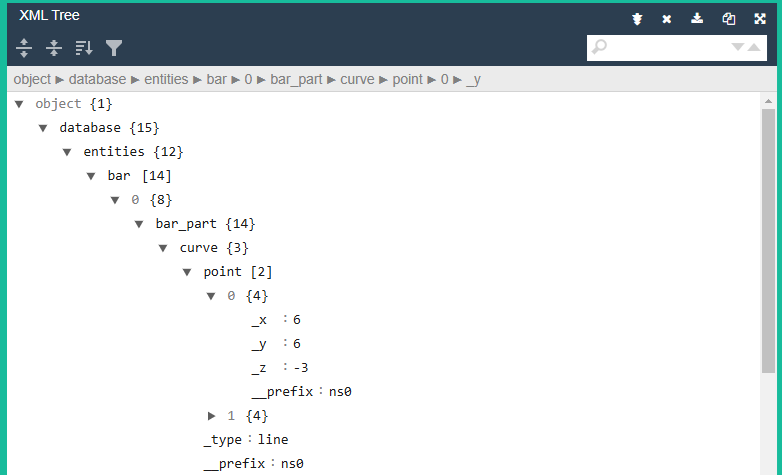 XML Tree
object ▶ database ▶ entities ▶ bar ▶ 0 ▶ bar_part ▶ curve ▶ point ▶ 0 ▶ _y
object {1}
database {15}
entities {12}
bar [14]
0 {8}
bar_part {14}
curve {3}
point [2]
0 {4}
_x : 6
_y : 6
_z : -3
__prefix : ns0
1 {4}
_type : line
__prefix : ns0